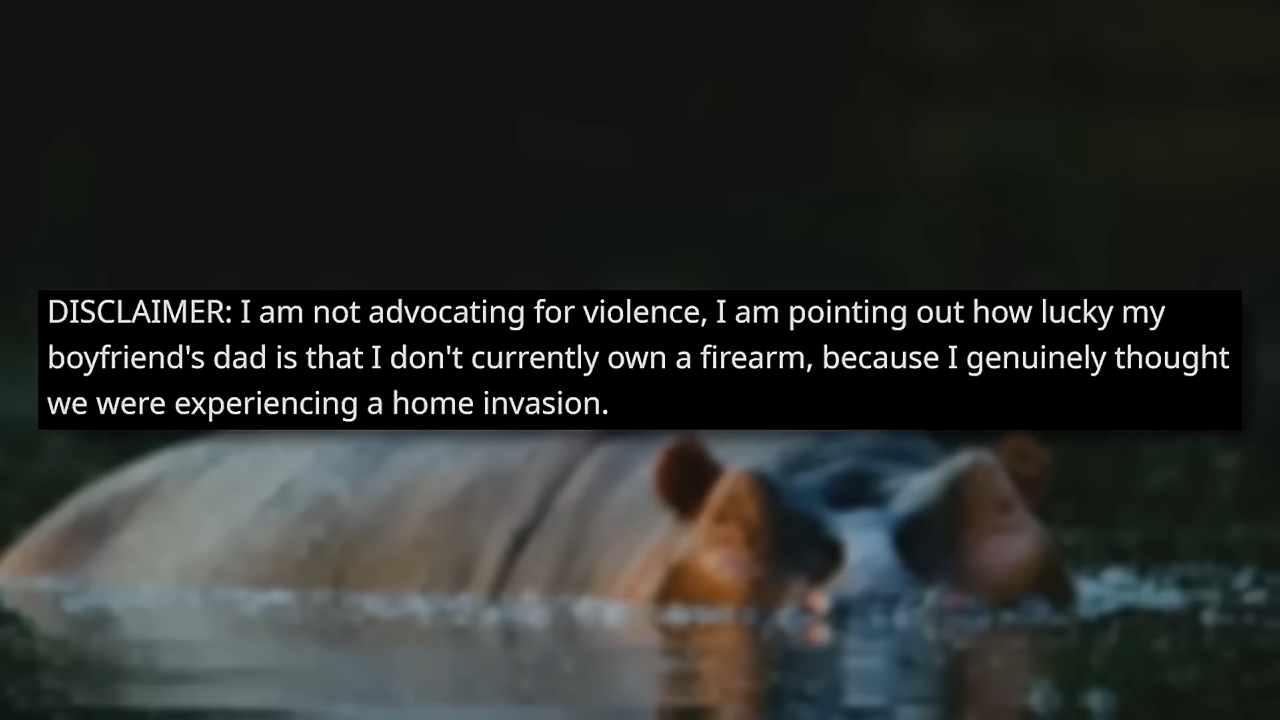 DISCLAIMER: I am not advocating for violence, I am pointing out how lucky my
boyfriend's dad is that I don't currently own a firearm, because I genuinely thought
we were experiencing a home invasion.